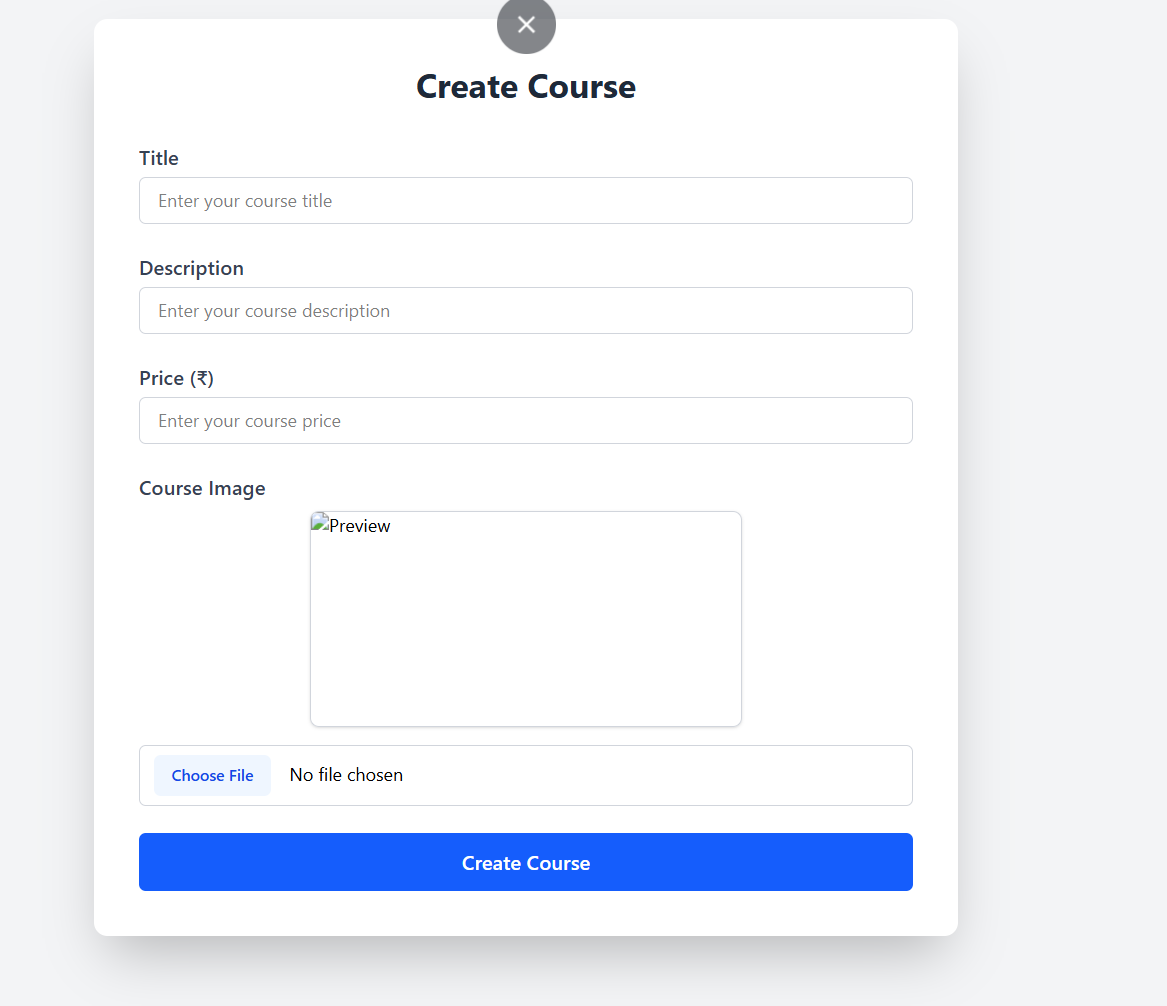 Create Course
Title
Enter your course title
Description
Enter your course description
Price (₹)
Enter your course price
Course Image
Preview
Choose File No file chosen
Create Course